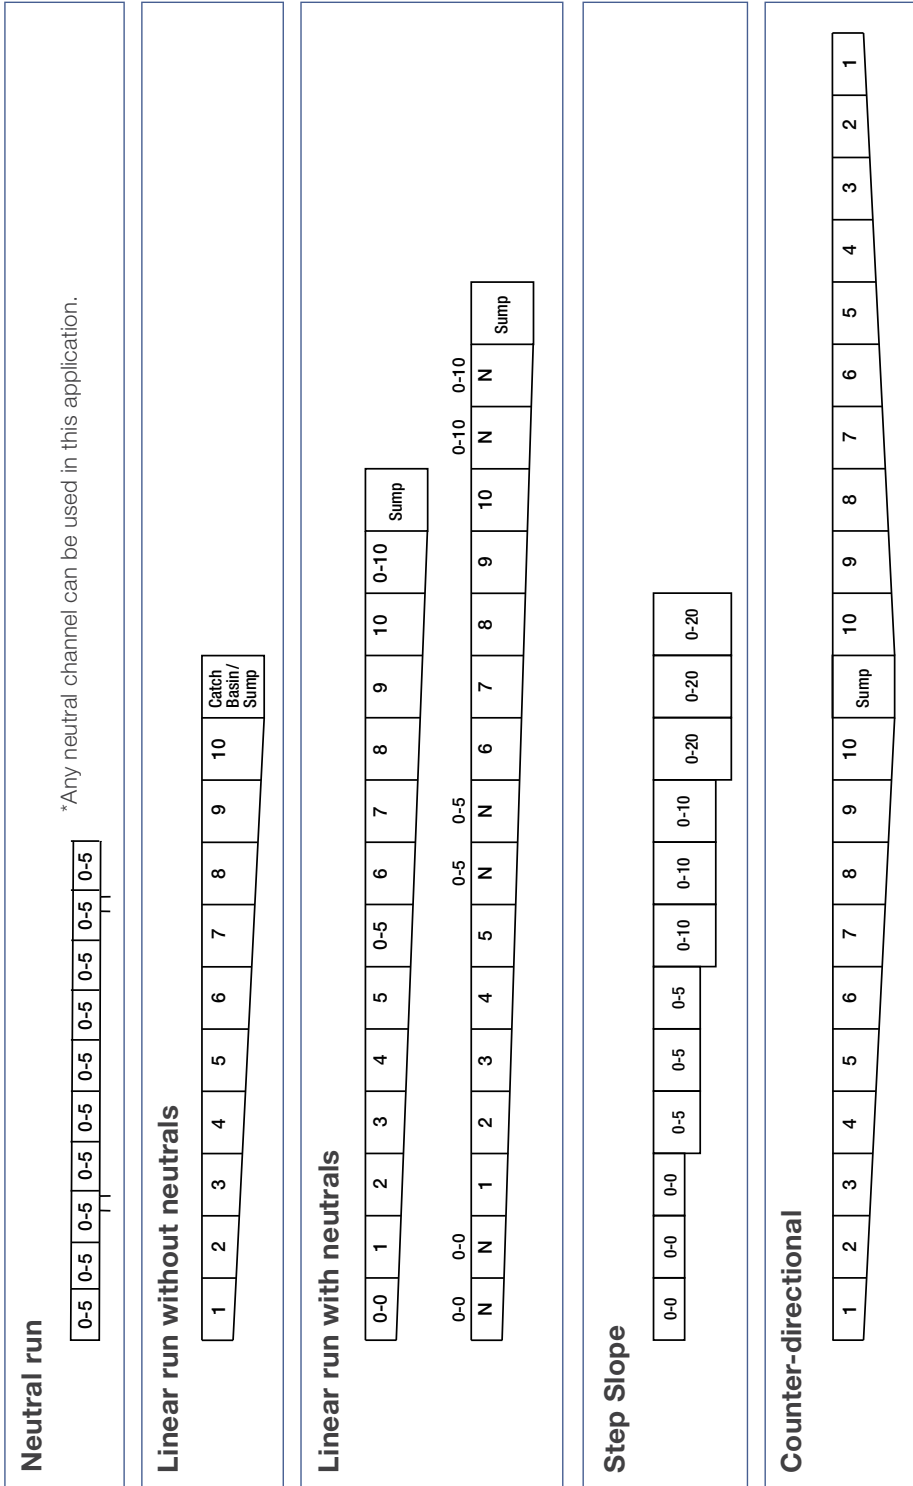 Neutral run
*Any neutral channel can be used in this application.
0-5 0-5 0-5 0-5 0-5 0-5 0-5 0-5 0-5 0-5
Linear run without neutrals
1 2 3 4 5 6 7 8 9 10 Catch
Basin/
Sump
Linear run with neutrals
0-0 1 2 3 4 5 0-5 6 7 8 9 10 0-10 Sump
0-0 0-0 0-5 0-5 0-10 0-10
N N 1 2 3 4 5 N N 6 7 8 9 10 N N Sump
Step Slope
0-0 0-0 0-0 0-5 0-5 0-5 0-10 0-10 0-10 0-20 0-20 0-20
Counter-directional
1 2 3 4 5 6 7 8 9 10 Sump 10 9 8 7 6 5 4 3 2 1